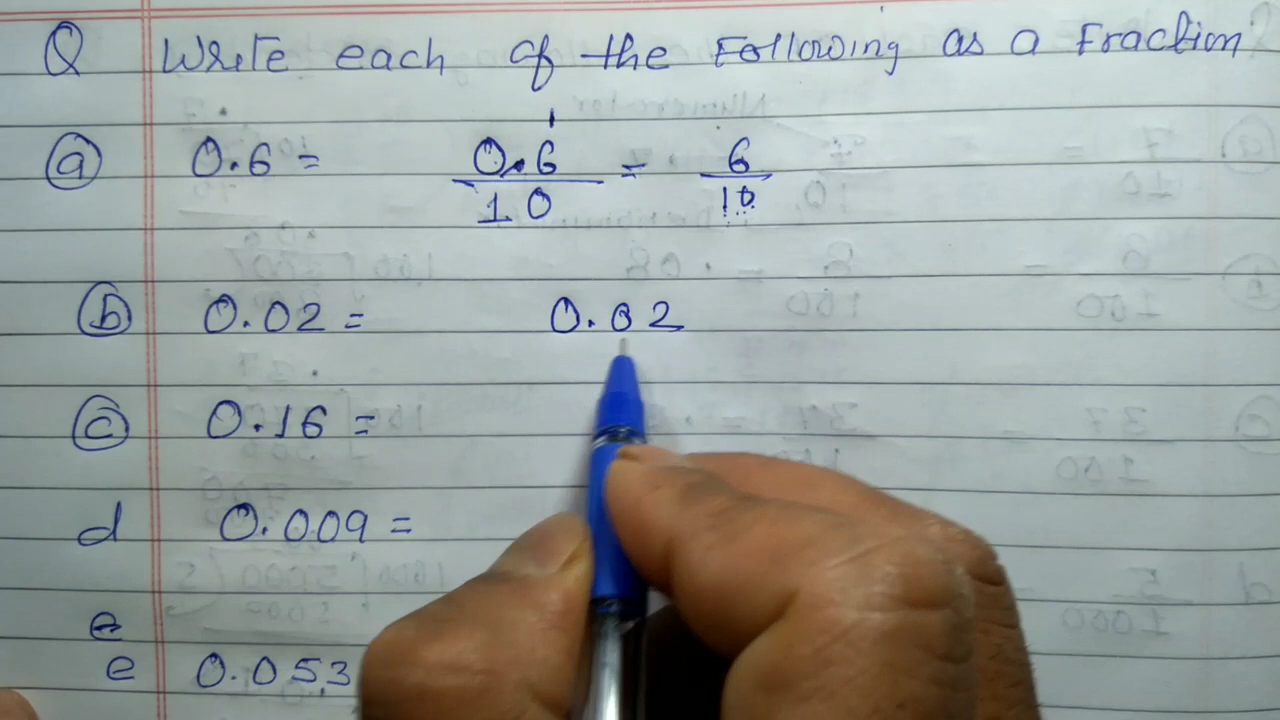 Q Write each of the Following as a Fraction
ⓐ 0.6 = 0.6/10 = 6/10
ⓑ 0.02 = 0.02
ⓒ 0.16 =
d 0.009 =
e
e 0.053